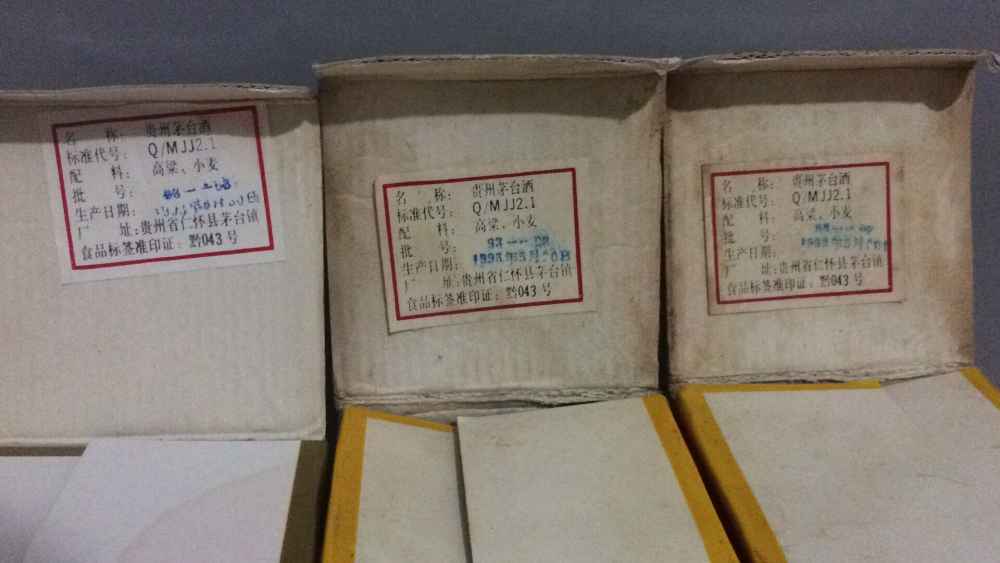 名 称： 贵州茅台酒
标准代号： Q/MJJ2.1
配 料： 高粱、小麦
批 号：
生产日期：
厂 址：贵州省仁怀县茅台镇
食品标签准印证：黔043号
名 称： 贵州茅台酒
标准代号： Q/MJJ2.1
配 料： 高粱、小麦
批 号：
生产日期：
厂 址：贵州省仁怀县茅台镇
食品标签准印证：黔043号
名 称： 贵州茅台酒
标准代号： Q/MJJ2.1
配 料： 高粱、小麦
批 号：
生产日期：
厂 址：贵州省仁怀县茅台镇
食品标签准印证：黔043号